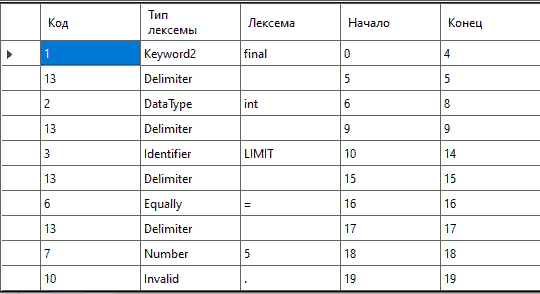 Код Тип лексемы Лексема Начало Конец
1 Keyword2 final 0 4
13 Delimiter 5 5
2 DataType int 6 8
13 Delimiter 9 9
3 Identifier LIMIT 10 14
13 Delimiter 15 15
6 Equally = 16 16
13 Delimiter 17 17
7 Number 5 18 18
10 Invalid . 19 19